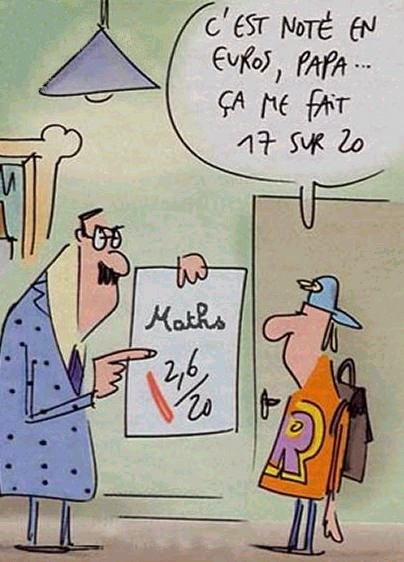 C'EST NOTÉ EN
EUROS, PAPA...
ÇA ME FAIT
17 SUR 20
Maths
2,6/20
R